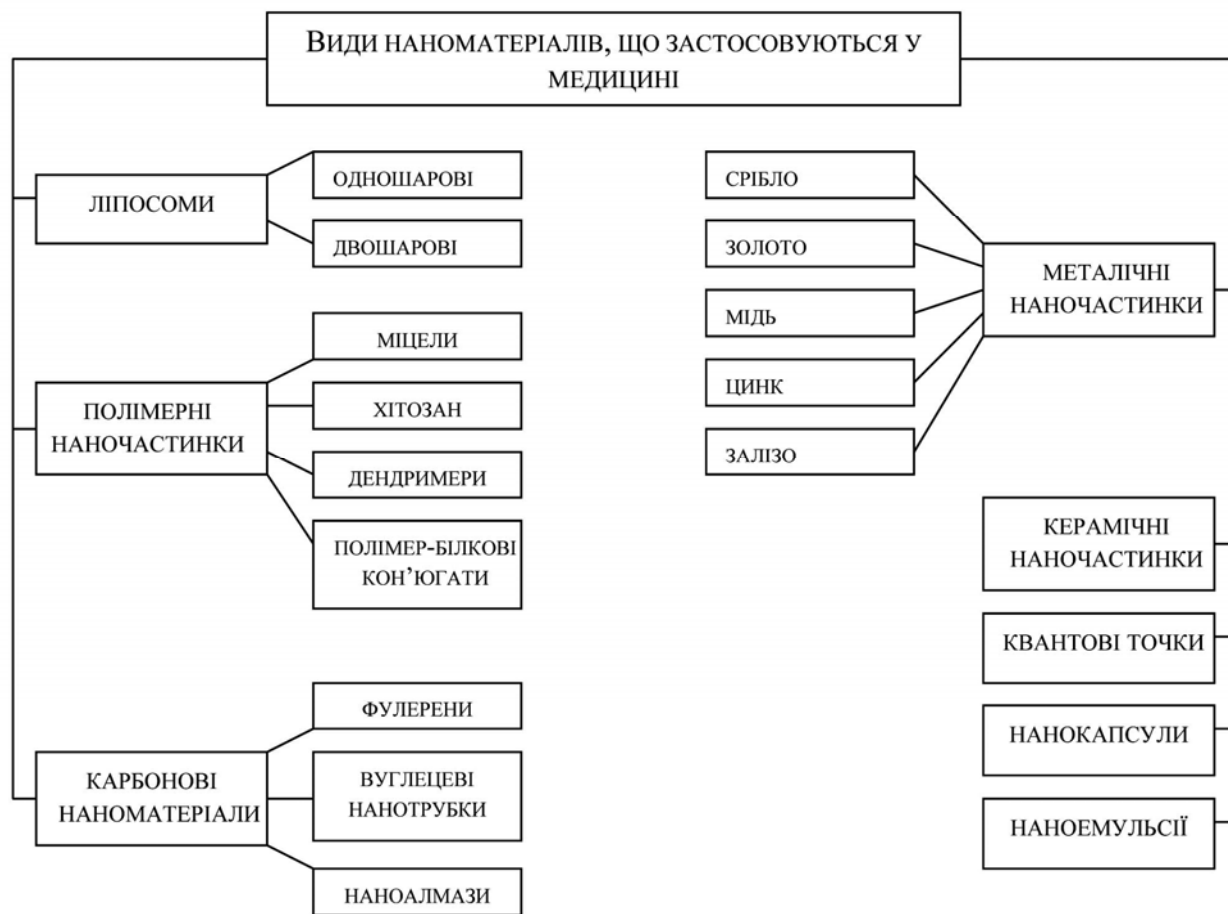 ВИДИ НАНОМАТЕРІАЛІВ, ЩО ЗАСТОСОВУЮТЬСЯ У
МЕДИЦИНІ
ЛІПОСОМИ
ОДНОШАРОВІ
ДВОШАРОВІ
ПОЛІМЕРНІ
НАНОЧАСТИНКИ
МІЦЕЛИ
ХІТОЗАН
ДЕНДРИМЕРИ
ПОЛІМЕР-БІЛКОВІ
КОН’ЮГАТИ
КАРБОНОВІ
НАНОМАТЕРІАЛИ
ФУЛЕРЕНИ
ВУГЛЕЦЕВІ
НАНОТРУБКИ
НАНОАЛМАЗИ
СРІБЛО
ЗОЛОТО
МІДЬ
ЦИНК
ЗАЛІЗО
МЕТАЛІЧНІ
НАНОЧАСТИНКИ
КЕРАМІЧНІ
НАНОЧАСТИНКИ
КВАНТОВІ ТОЧКИ
НАНОКАПСУЛИ
НАНОЕМУЛЬСІЇ